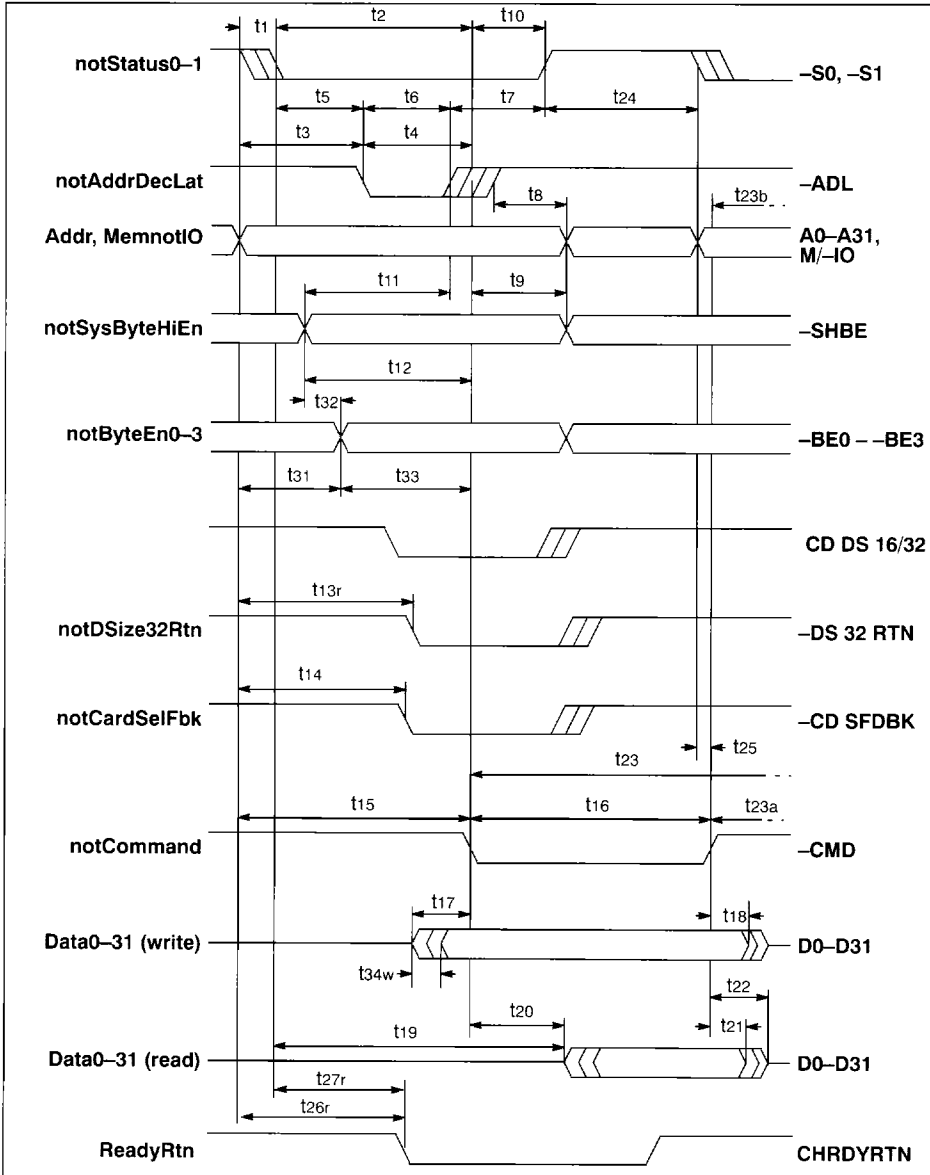 t1 t2 t10
notStatus0–1 –S0, –S1
t5 t6 t7 t24
t3 t4
notAddrDecLat –ADL
t8 t23b
Addr, MemnotIO A0–A31,
M/–IO
t11 t9
notSysByteHiEn –SHBE
t12
t32
notByteEn0–3 –BE0 – –BE3
t31 t33
CD DS 16/32
t13r
notDSize32Rtn –DS 32 RTN
t14
notCardSelFbk –CD SFDBK
t23 t25
t15 t16 t23a
notCommand –CMD
t17 t18
Data0–31 (write) D0–D31
t34w t22
t20 t21
t19
Data0–31 (read) D0–D31
t27r
t26r
ReadyRtn CHRDYRTN